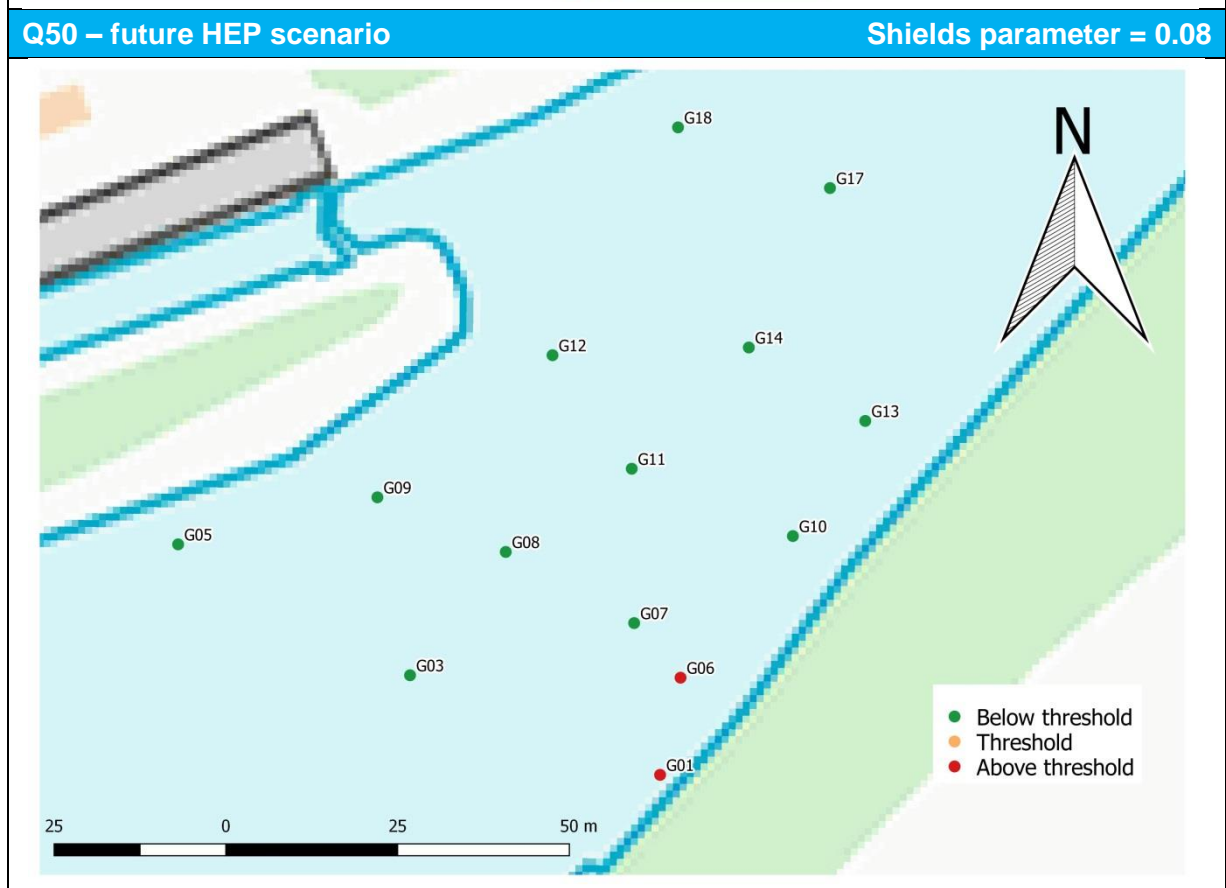 Q50 – future HEP scenario Shields parameter = 0.08
N
G18
G17
G12
G14
G13
G11
G09
G10
G05
G08
G07
G03
G06
G01
Below threshold
Threshold
Above threshold
25 0 25 50 m